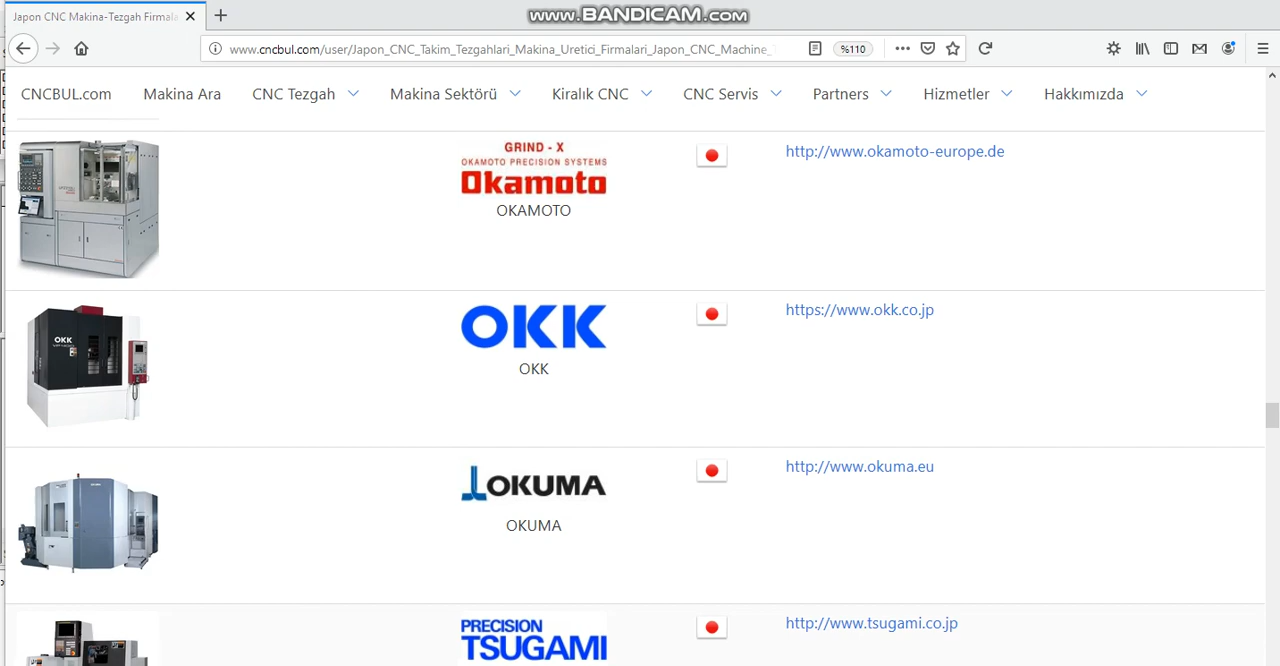 Japon CNC Makina-Tezgah Firmala
www.BANDICAM.com
www.cncbul.com/user/Japon_CNC_Takim_Tezgahlari_Makina_Uretici_Firmalari_Japon_CNC_Machine_
%110
CNCBUL.com Makina Ara CNC Tezgah Makina Sektörü Kiralık CNC CNC Servis Partners Hizmetler Hakkımızda
GRIND - X
OKAMOTO PRECISION SYSTEMS
Okamoto
OKAMOTO
http://www.okamoto-europe.de
OKK
OKK
OKK
https://www.okk.co.jp
OKUMA
OKUMA
http://www.okuma.eu
PRECISION
TSUGAMI
http://www.tsugami.co.jp